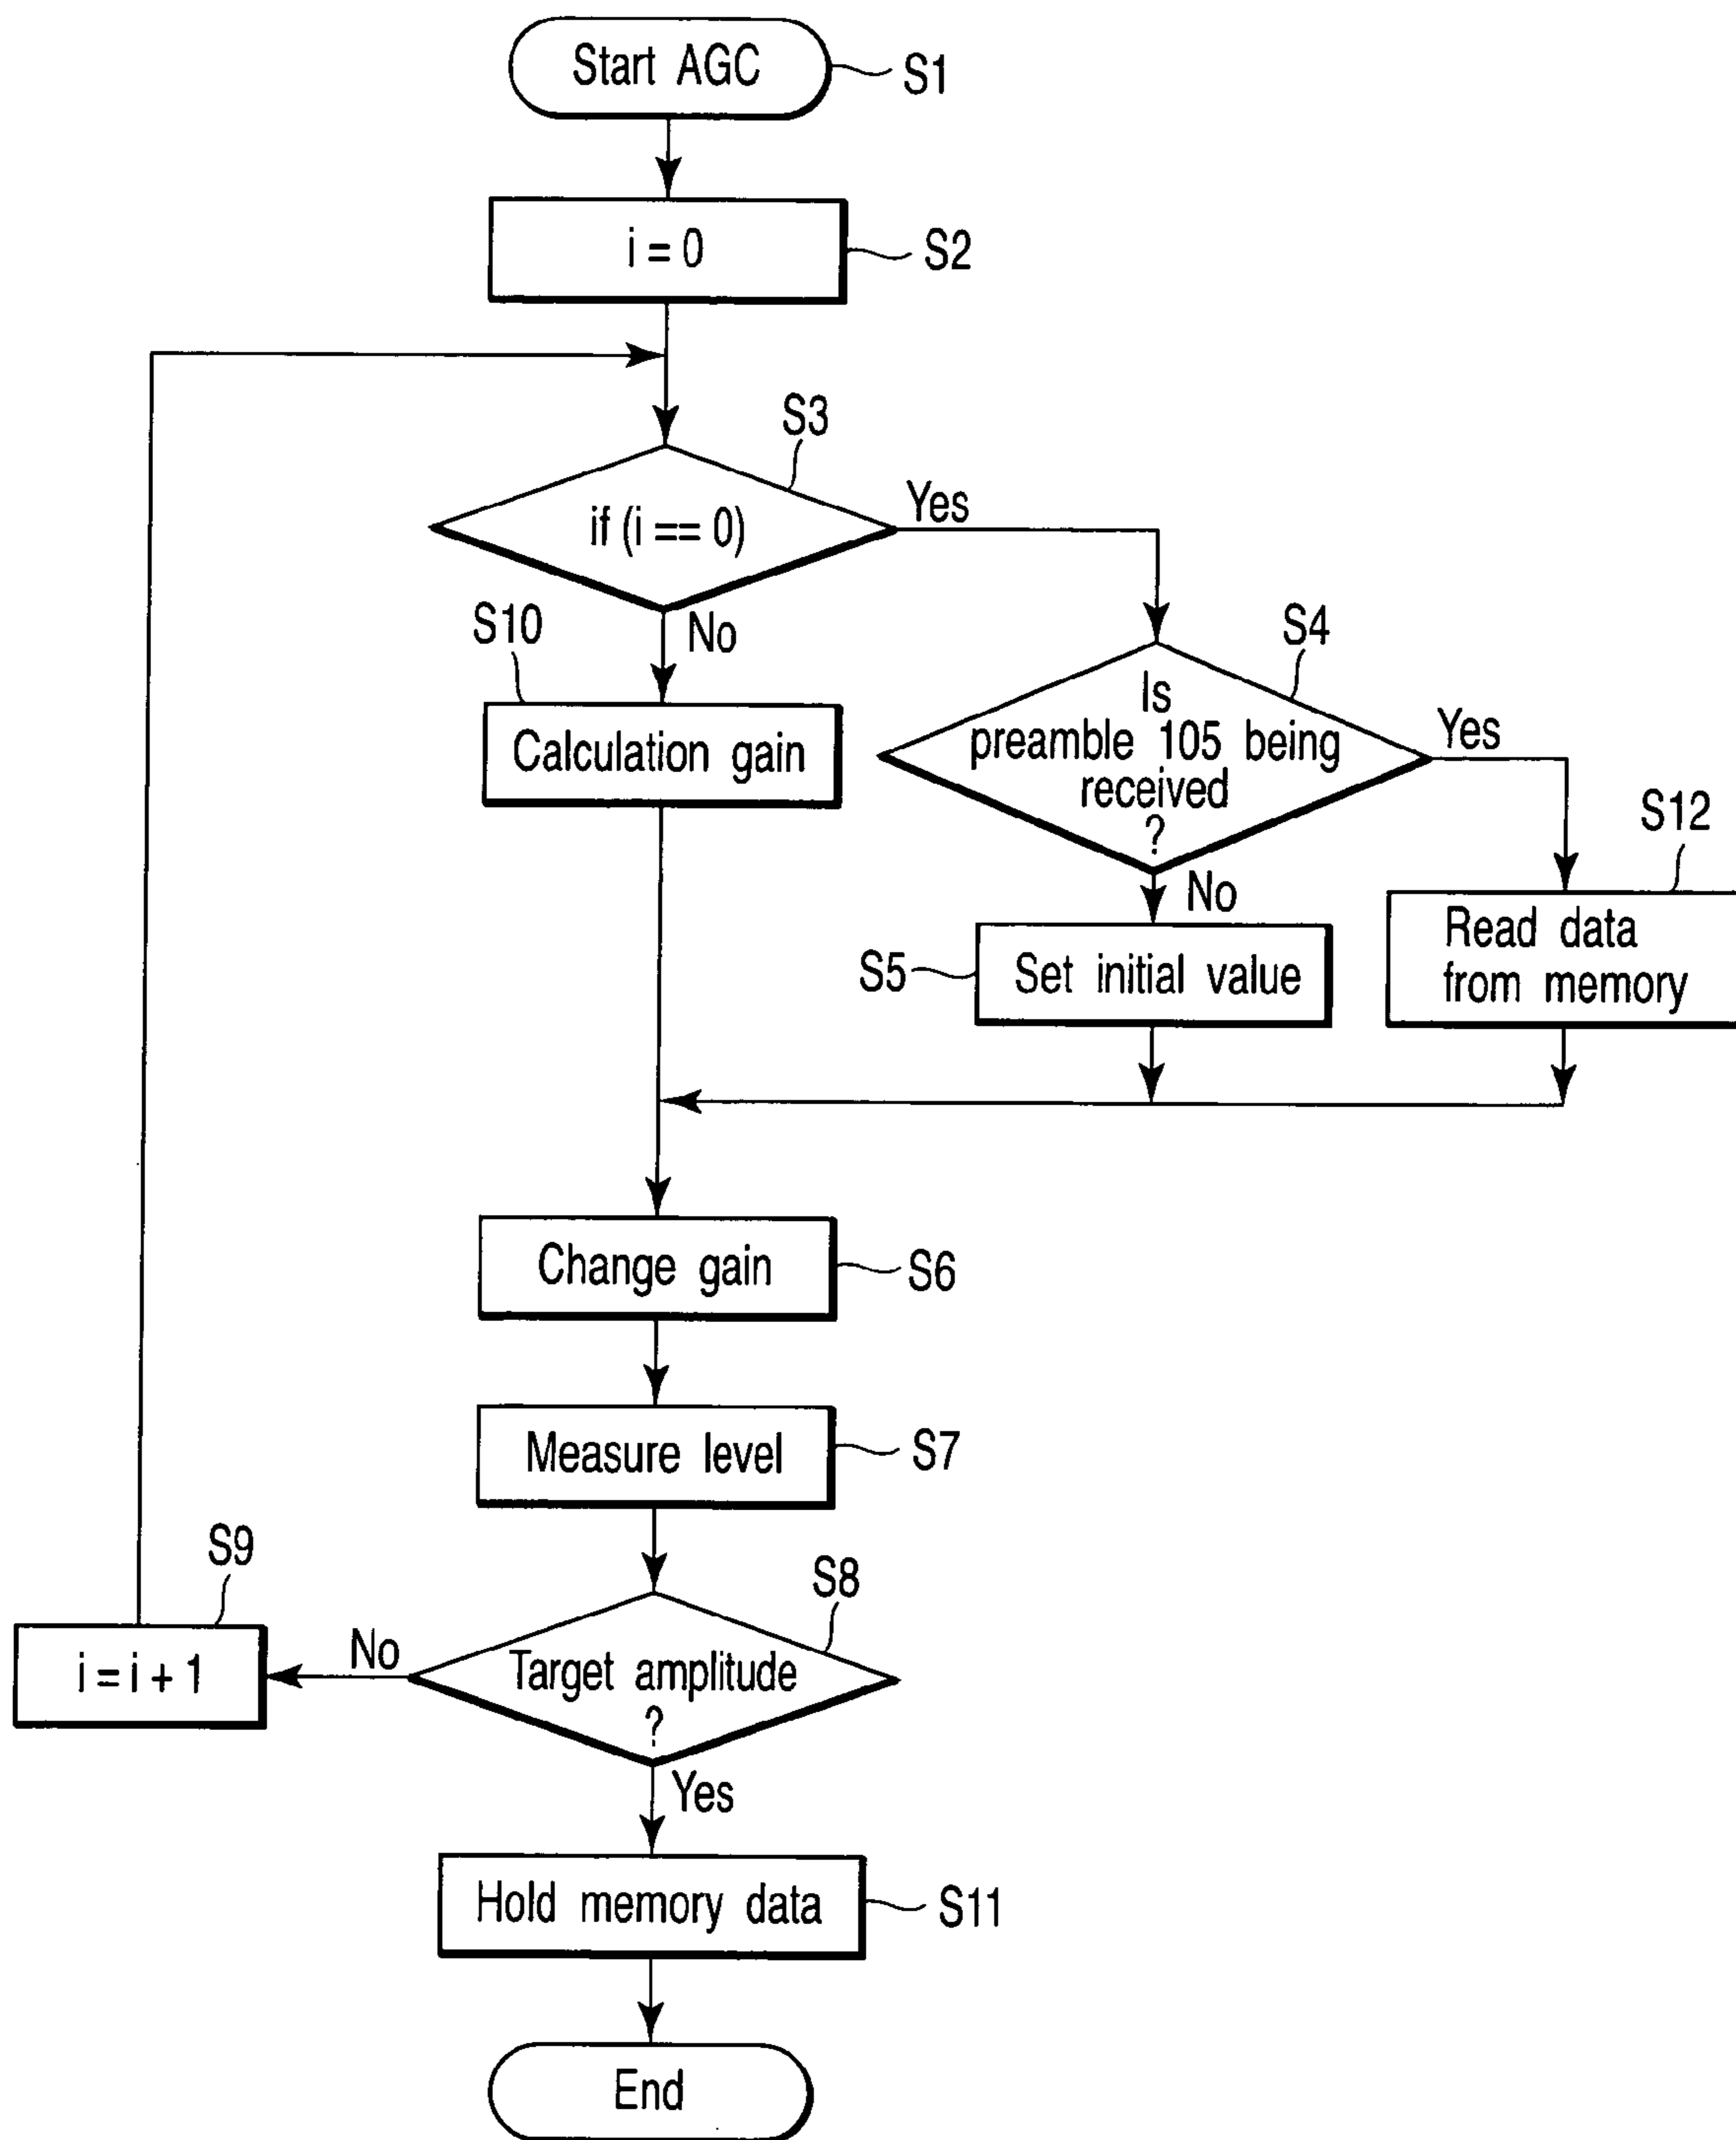 Start AGC
S1
i = 0
S2
S3
if (i == 0)
Yes
No
S10
Calculation gain
S4
Is
preamble 105 being
received
?
Yes
No
S12
Read data
from memory
S5
Set initial value
Change gain
S6
Measure level
S7
S8
Target amplitude
?
No
S9
i = i + 1
Yes
Hold memory data
S11
End